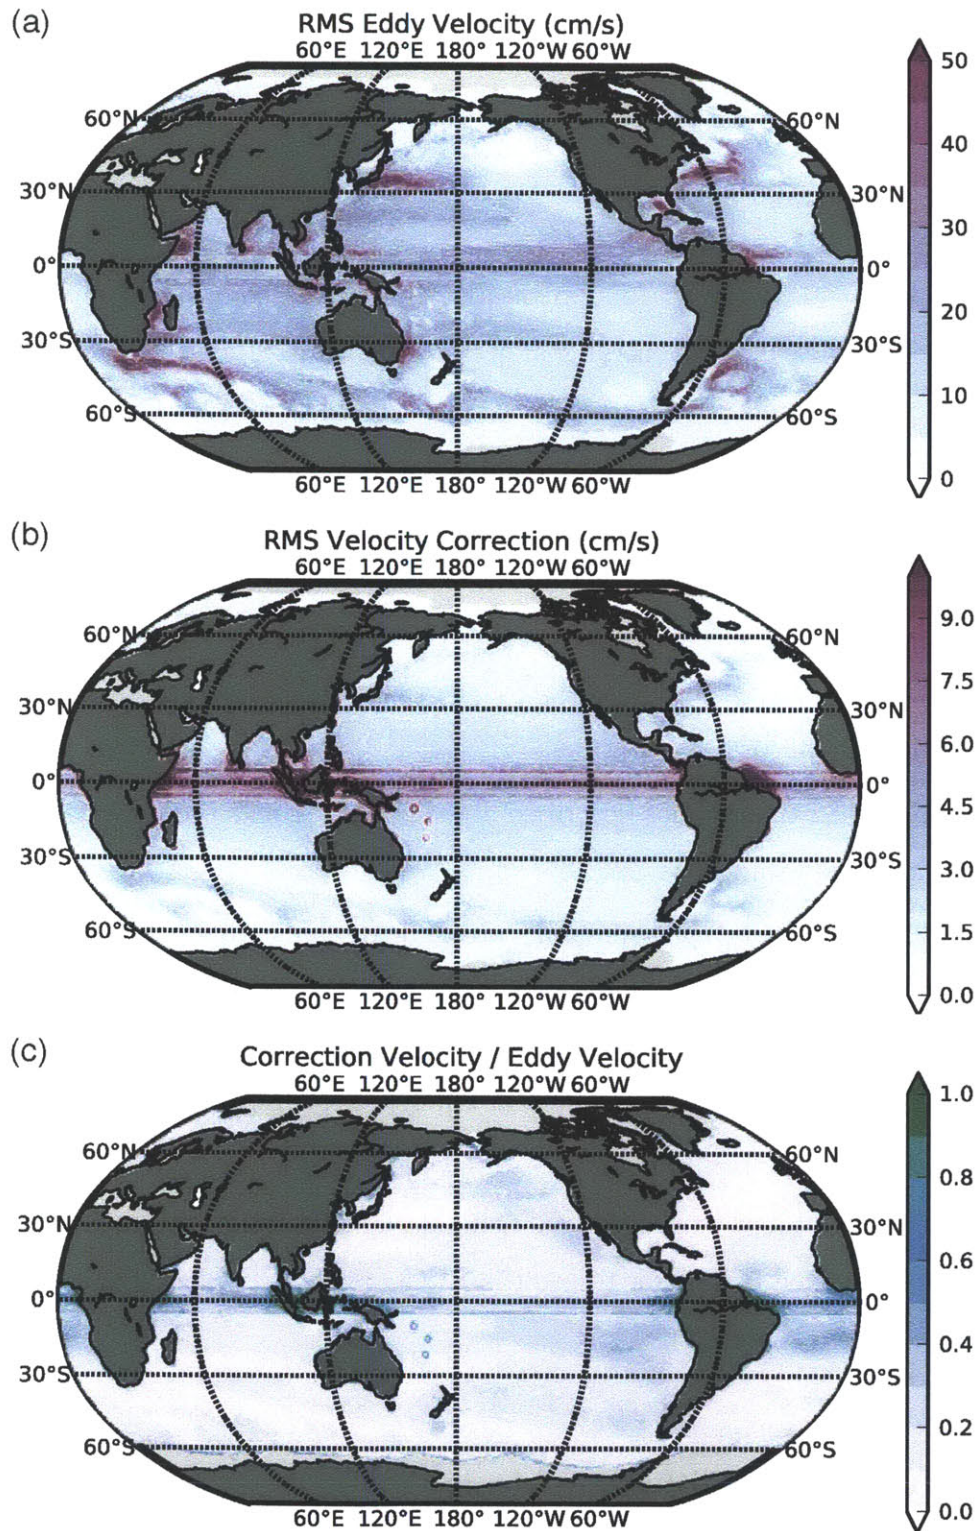 (a)
RMS Eddy Velocity (cm/s)
60°E 120°E 180° 120°W 60°W
60°N
60°N
30°N
30°N
0°
0°
30°S
30°S
60°S
60°S
60°E 120°E 180° 120°W 60°W
50
40
30
20
10
0
(b)
RMS Velocity Correction (cm/s)
60°E 120°E 180° 120°W 60°W
60°N
60°N
30°N
30°N
0°
0°
30°S
30°S
60°S
60°S
60°E 120°E 180° 120°W 60°W
9.0
7.5
6.0
4.5
3.0
1.5
0.0
(c)
Correction Velocity / Eddy Velocity
60°E 120°E 180° 120°W 60°W
60°N
60°N
30°N
30°N
0°
0°
30°S
30°S
60°S
60°S
60°E 120°E 180° 120°W 60°W
1.0
0.8
0.6
0.4
0.2
0.0